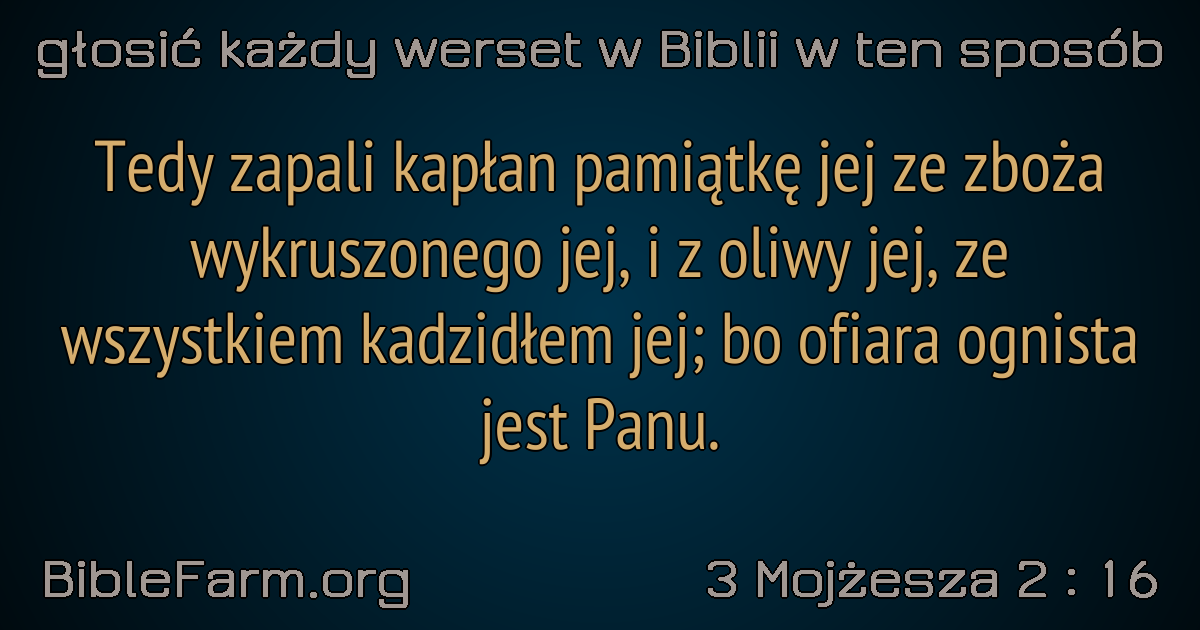 głosić każdy werset w Biblii w ten sposób
Tedy zapali kapłan pamiątkę jej ze zboża
wykruszonego jej, i z oliwy jej, ze
wszystkiem kadzidłem jej; bo ofiara ognista
jest Panu.
BibleFarm.org
3 Mojżesza 2 : 16